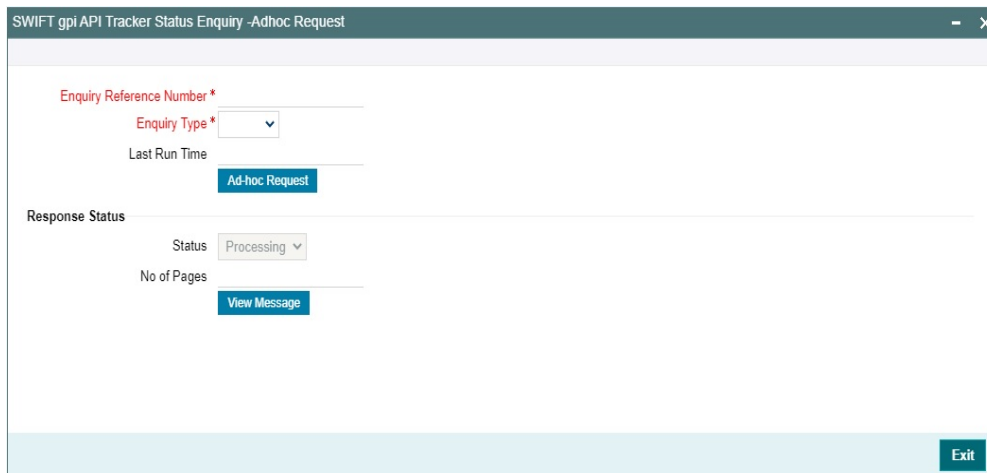 SWIFT gpi API Tracker Status Enquiry -Adhoc Request
Enquiry Reference Number *
Enquiry Type *
Last Run Time
Ad-hoc Request
Response Status
Status Processing
No of Pages
View Message
Exit